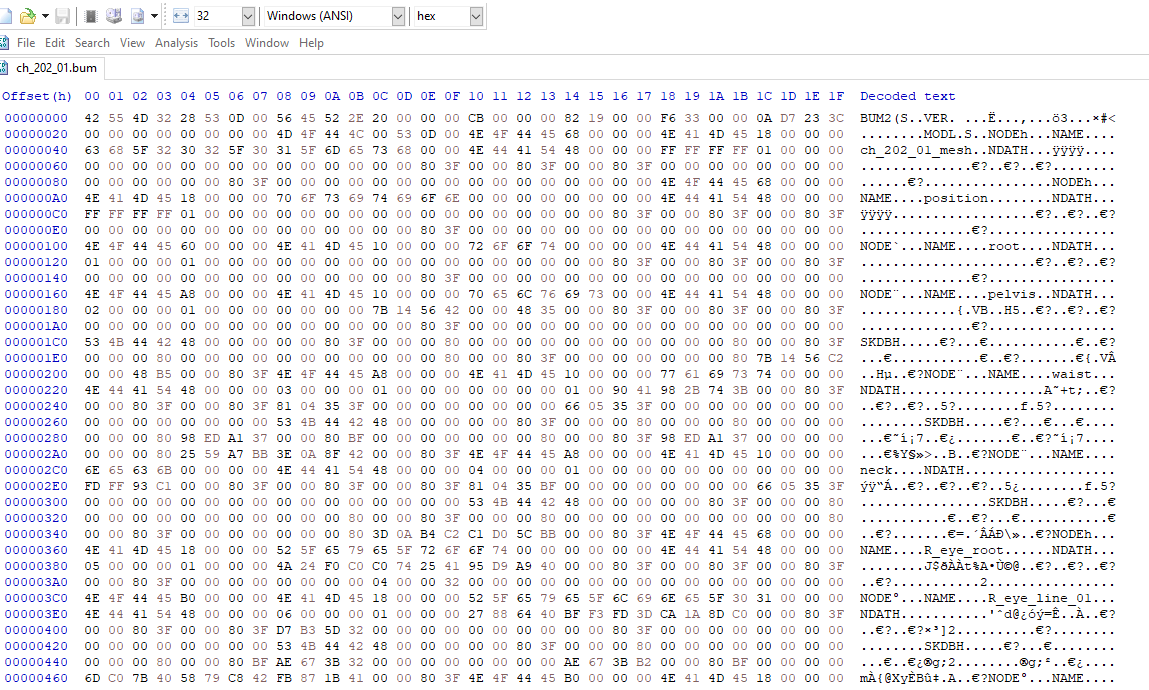 32 Windows (ANSI) hex
File Edit Search View Analysis Tools Window Help
ch_202_01.bum
Offset(h) 00 01 02 03 04 05 06 07 08 09 0A 0B 0C 0D 0E 0F 10 11 12 13 14 15 16 17 18 19 1A 1B 1C 1D 1E 1F Decoded text
00000000 42 55 4D 32 28 53 0D 00 56 45 52 2E 20 00 00 00 CB 00 00 00 82 19 00 00 F6 33 00 00 0A D7 23 3C BUM2(S..VER. ...Ë...‚...ö3...×#<
00000020 00 00 00 00 00 00 00 00 4D 4F 44 4C 00 53 0D 00 4E 4F 44 45 68 00 00 00 4E 41 4D 45 18 00 00 00 ........MODL.S..NODEh...NAME....
00000040 63 68 5F 32 30 32 5F 30 31 5F 6D 65 73 68 00 00 4E 44 41 54 48 00 00 00 FF FF FF FF 01 00 00 00 ch_202_01_mesh..NDATH...ÿÿÿÿ....
00000060 00 00 00 00 00 00 00 00 00 00 00 00 00 00 80 3F 00 00 80 3F 00 00 80 3F 00 00 00 00 00 00 00 00 ..............€?..€?..€?........
00000080 00 00 00 00 00 00 80 3F 00 00 00 00 00 00 00 00 00 00 00 00 00 00 00 00 4E 4F 44 45 68 00 00 00 ......€?................NODEh...
000000A0 4E 41 4D 45 18 00 00 00 70 6F 73 69 74 69 6F 6E 00 00 00 00 00 00 00 00 4E 44 41 54 48 00 00 00 NAME....position........NDATH...
000000C0 FF FF FF FF 01 00 00 00 00 00 00 00 00 00 00 00 00 00 00 00 00 00 80 3F 00 00 80 3F 00 00 80 3F ÿÿÿÿ..................€?..€?..€?
000000E0 00 00 00 00 00 00 00 00 00 00 00 00 00 00 80 3F 00 00 00 00 00 00 00 00 00 00 00 00 00 00 00 00 ..............€?................
00000100 4E 4F 44 45 60 00 00 00 4E 41 4D 45 10 00 00 00 72 6F 6F 74 00 00 00 00 4E 44 41 54 48 00 00 00 NODE`...NAME....root....NDATH...
00000120 01 00 00 00 01 00 00 00 00 00 00 00 00 00 00 00 00 00 00 00 00 00 80 3F 00 00 80 3F 00 00 80 3F ......................€?..€?..€?
00000140 00 00 00 00 00 00 00 00 00 00 00 00 00 00 80 3F 00 00 00 00 00 00 00 00 00 00 00 00 00 00 00 00 ..............€?................
00000160 4E 4F 44 45 A8 00 00 00 4E 41 4D 45 10 00 00 00 70 65 6C 76 69 73 00 00 4E 44 41 54 48 00 00 00 NODE¨...NAME....pelvis..NDATH...
00000180 02 00 00 00 01 00 00 00 00 00 00 00 7B 14 56 42 00 00 48 35 00 00 80 3F 00 00 80 3F 00 00 80 3F ............{.VB..H5..€?..€?..€?
000001A0 00 00 00 00 00 00 00 00 00 00 00 00 00 00 80 3F 00 00 00 00 00 00 00 00 00 00 00 00 00 00 00 00 ..............€?................
000001C0 53 4B 44 42 48 00 00 00 00 00 80 3F 00 00 00 80 00 00 00 00 00 00 00 00 00 00 00 00 00 00 80 3F SKDBH.....€?...€..............€?
000001E0 00 00 00 80 00 00 00 00 00 00 00 00 00 00 00 80 00 00 80 3F 00 00 00 00 00 00 00 80 7B 14 56 C2 ...€...........€..€?.......€{.VÂ
00000200 00 00 48 B5 00 00 80 3F 4E 4F 44 45 A8 00 00 00 4E 41 4D 45 10 00 00 00 77 61 69 73 74 00 00 00 ..Hµ..€?NODE¨...NAME....waist...
00000220 4E 44 41 54 48 00 00 00 03 00 00 00 01 00 00 00 00 00 00 00 01 00 90 41 98 2B 74 3B 00 00 80 3F NDATH..............A˜+t;..€?
00000240 00 00 80 3F 00 00 80 3F 81 04 35 3F 00 00 00 00 00 00 00 00 66 05 35 3F 00 00 00 00 00 00 00 00 ..€?..€?..5?........f.5?........
00000260 00 00 00 00 00 00 00 00 53 4B 44 42 48 00 00 00 00 00 80 3F 00 00 00 80 00 00 00 00 00 00 00 00 ........SKDBH.....€?...€........
00000280 00 00 00 80 98 ED A1 37 00 00 80 BF 00 00 00 00 00 00 00 80 00 00 80 3F 98 ED A1 37 00 00 00 00 ...€˜í¡7..€¿.......€..€?˜í¡7....
000002A0 00 00 00 80 25 59 A7 BB 3E 0A 8F 42 00 00 80 3F 4E 4F 44 45 A8 00 00 00 4E 41 4D 45 10 00 00 00 ...€%Y§»>..B..€?NODE¨...NAME....
000002C0 6E 65 63 6B 00 00 00 00 4E 44 41 54 48 00 00 00 04 00 00 00 01 00 00 00 00 00 00 00 00 00 00 00 neck....NDATH...................
000002E0 FD FF 93 C1 00 00 80 3F 00 00 80 3F 00 00 80 3F 81 04 35 BF 00 00 00 00 00 00 00 00 66 05 35 3F ýÿ“Á..€?..€?..€?..5¿........f.5?
00000300 00 00 00 00 00 00 00 00 00 00 00 00 00 00 00 00 53 4B 44 42 48 00 00 00 00 00 80 3F 00 00 00 80 ................SKDBH.....€?...€
00000320 00 00 00 00 00 00 00 00 00 00 00 80 00 00 80 3F 00 00 00 80 00 00 00 00 00 00 00 00 00 00 00 80 ...........€..€?...€...........€
00000340 00 00 80 3F 00 00 00 00 00 00 00 80 3D 0A B4 C2 C1 D0 5C BB 00 00 80 3F 4E 4F 44 45 68 00 00 00 ..€?.......€=.´ÂÁÐ\»..€?NODEh...
00000360 4E 41 4D 45 18 00 00 00 52 5F 65 79 65 5F 72 6F 6F 74 00 00 00 00 00 00 4E 44 41 54 48 00 00 00 NAME....R_eye_root......NDATH...
00000380 05 00 00 00 01 00 00 00 4A 24 F0 C0 C0 74 25 41 95 D9 A9 40 00 00 80 3F 00 00 80 3F 00 00 80 3F ........J$ðÀÀt%A•Ù©@..€?..€?..€?
000003A0 00 00 80 3F 00 00 00 00 00 00 00 00 04 00 00 32 00 00 00 00 00 00 00 00 00 00 00 00 00 00 00 00 ..€?...........2................
000003C0 4E 4F 44 45 B0 00 00 00 4E 41 4D 45 18 00 00 00 52 5F 65 79 65 5F 6C 69 6E 65 5F 30 31 00 00 00 NODE°...NAME....R_eye_line_01...
000003E0 4E 44 41 54 48 00 00 00 06 00 00 00 01 00 00 00 27 88 64 40 BF F3 FD 3D CA 1A 8D C0 00 00 80 3F NDATH...........'ˆd@¿óý=Ê..À..€?
00000400 00 00 80 3F 00 00 80 3F D7 B3 5D 32 00 00 00 00 00 00 00 00 00 00 80 3F 00 00 00 00 00 00 00 00 ..€?..€?׳]2..........€?........
00000420 00 00 00 00 00 00 00 00 53 4B 44 42 48 00 00 00 00 00 80 3F 00 00 00 80 00 00 00 00 00 00 00 00 ........SKDBH.....€?...€........
00000440 00 00 00 80 00 00 80 BF AE 67 3B 32 00 00 00 00 00 00 00 00 AE 67 3B B2 00 00 80 BF 00 00 00 00 ...€..€¿®g;2........®g;²..€¿....
00000460 6D C0 7B 40 58 79 C8 42 FB 87 1B 41 00 00 80 3F 4E 4F 44 45 B0 00 00 00 4E 41 4D 45 18 00 00 00 mÀ{@XyÈBû‡.A..€?NODE°...NAME....